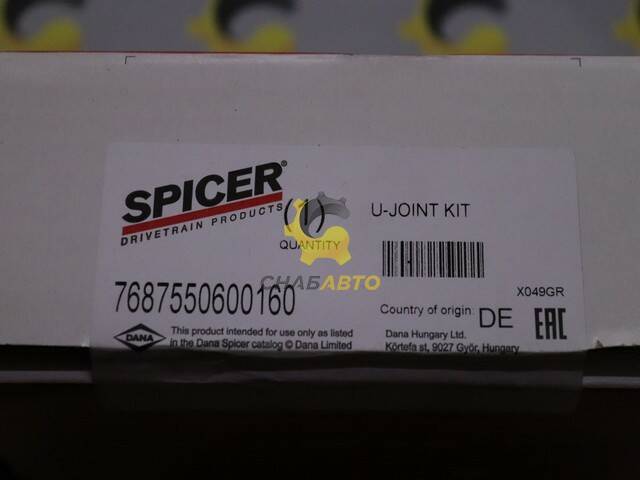 SPICER®
DRIVETRAIN PRODUCTS
(1)
QUANTITY
U-JOINT KIT
СНАБАВТО
7687550600160
X049GR
Country of origin: DE
EAC
DANA
This product intended for use only as listed
in the Dana Spicer catalog © Dana Limited
Dana Hungary Ltd.
Körtefa st, 9027 Győr, Hungary